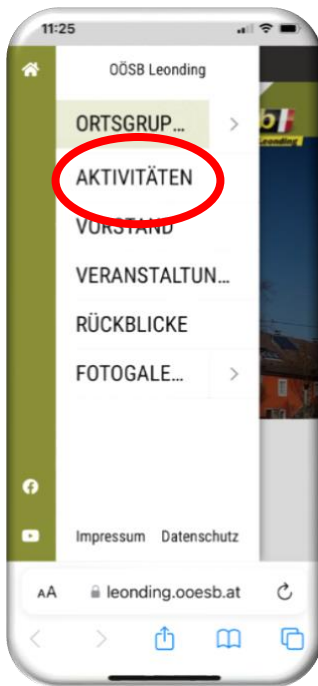 11:25
OÖSB Leonding
ORTSGRUP...
AKTIVITÄTEN
VORSTAND
VERANSTALTUN...
RÜCKBLICKE
FOTOGALE...
Impressum Datenschutz
AA leonding.ooesb.at